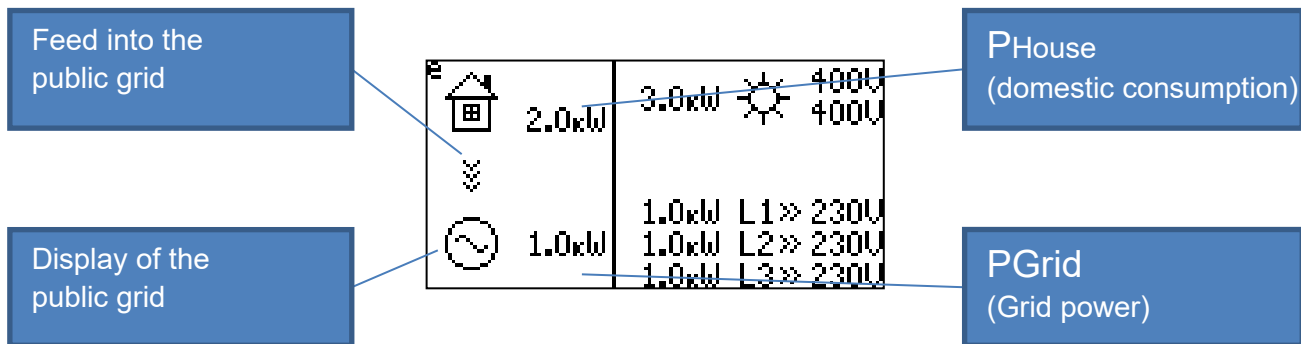 Feed into the
public grid
Display of the
public grid
e
2.0kW
1.0kW
3.0kW 400V
400V
1.0kW L1» 230V
1.0kW L2» 230V
1.0kW L3» 230V
PHouse
(domestic consumption)
PGrid
(Grid power)